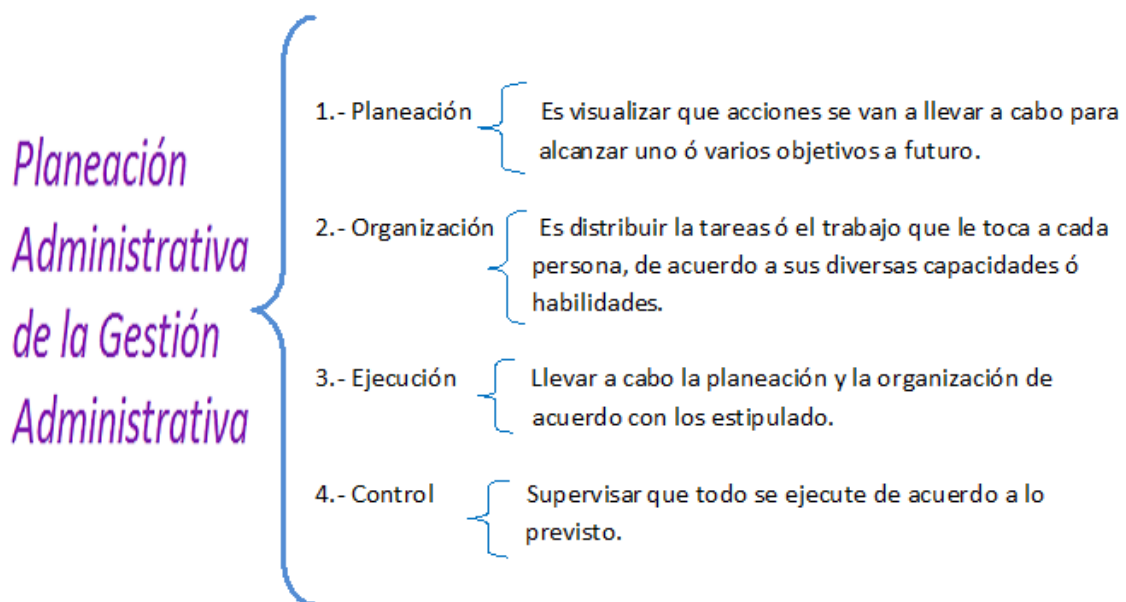 Planeación
Administrativa
de la Gestión
Administrativa
1.- Planeación
Es visualizar que acciones se van a llevar a cabo para
alcanzar uno ó varios objetivos a futuro.
2.- Organización
Es distribuir la tareas ó el trabajo que le toca a cada
persona, de acuerdo a sus diversas capacidades ó
habilidades.
3.- Ejecución
Llevar a cabo la planeación y la organización de
acuerdo con los estipulado.
4.- Control
Supervisar que todo se ejecute de acuerdo a lo
previsto.